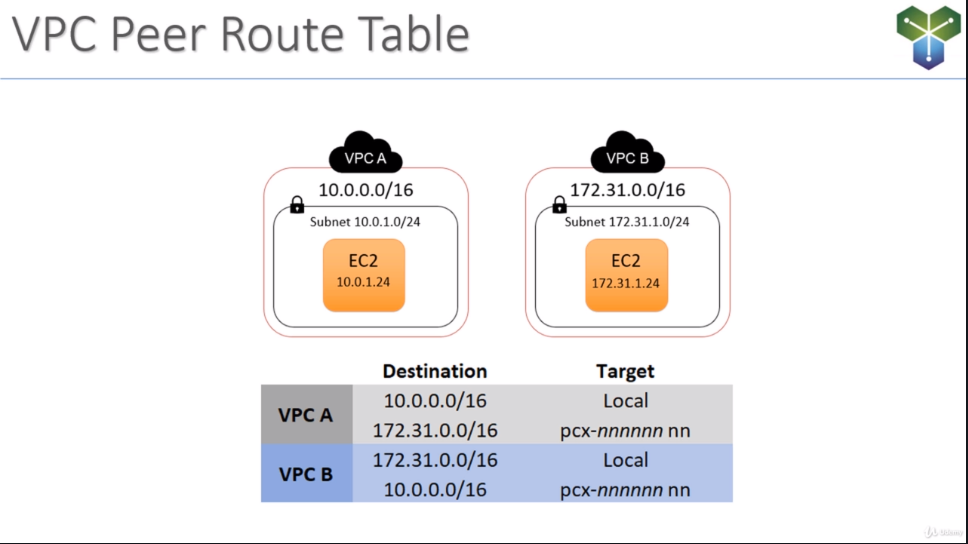 VPC Peer Route Table
VPC A
10.0.0.0/16
Subnet 10.0.1.0/24
EC2
10.0.1.24
VPC B
172.31.0.0/16
Subnet 172.31.1.0/24
EC2
172.31.1.24
Destination Target
VPC A
10.0.0.0/16 Local
172.31.0.0/16 pcx-nnnnnn nn
VPC B
172.31.0.0/16 Local
10.0.0.0/16 pcx-nnnnnn nn
Udemy